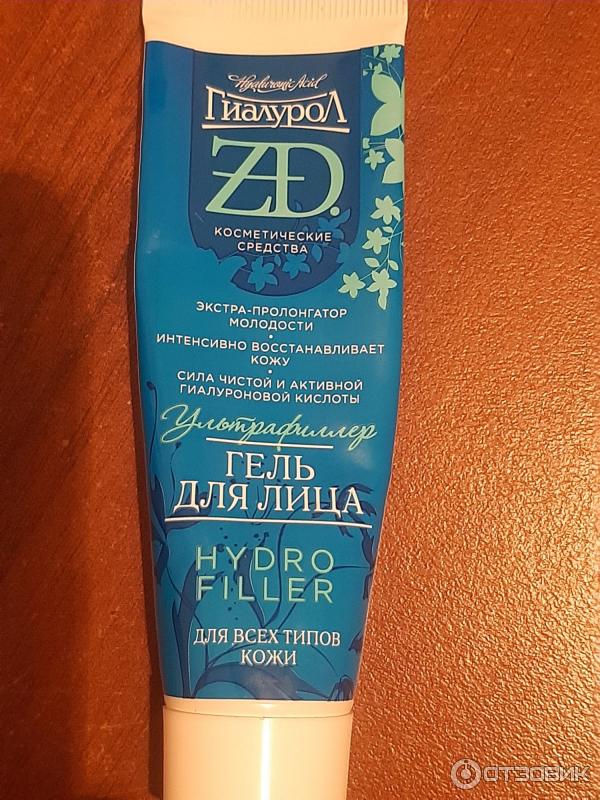 Hyaluronic Acid
Гиалурол
ZD.
КОСМЕТИЧЕСКИЕ
СРЕДСТВА
ЭКСТРА-ПРОЛОНГАТОР
МОЛОДОСТИ
•
ИНТЕНСИВНО ВОССТАНАВЛИВАЕТ
КОЖУ
•
СИЛА ЧИСТОЙ И АКТИВНОЙ
ГИАЛУРОНОВОЙ КИСЛОТЫ
Ультрафиллер
ГЕЛЬ
ДЛЯ ЛИЦА
HYDRO
FILLER
ДЛЯ ВСЕХ ТИПОВ
КОЖИ
ОТЗОВИК